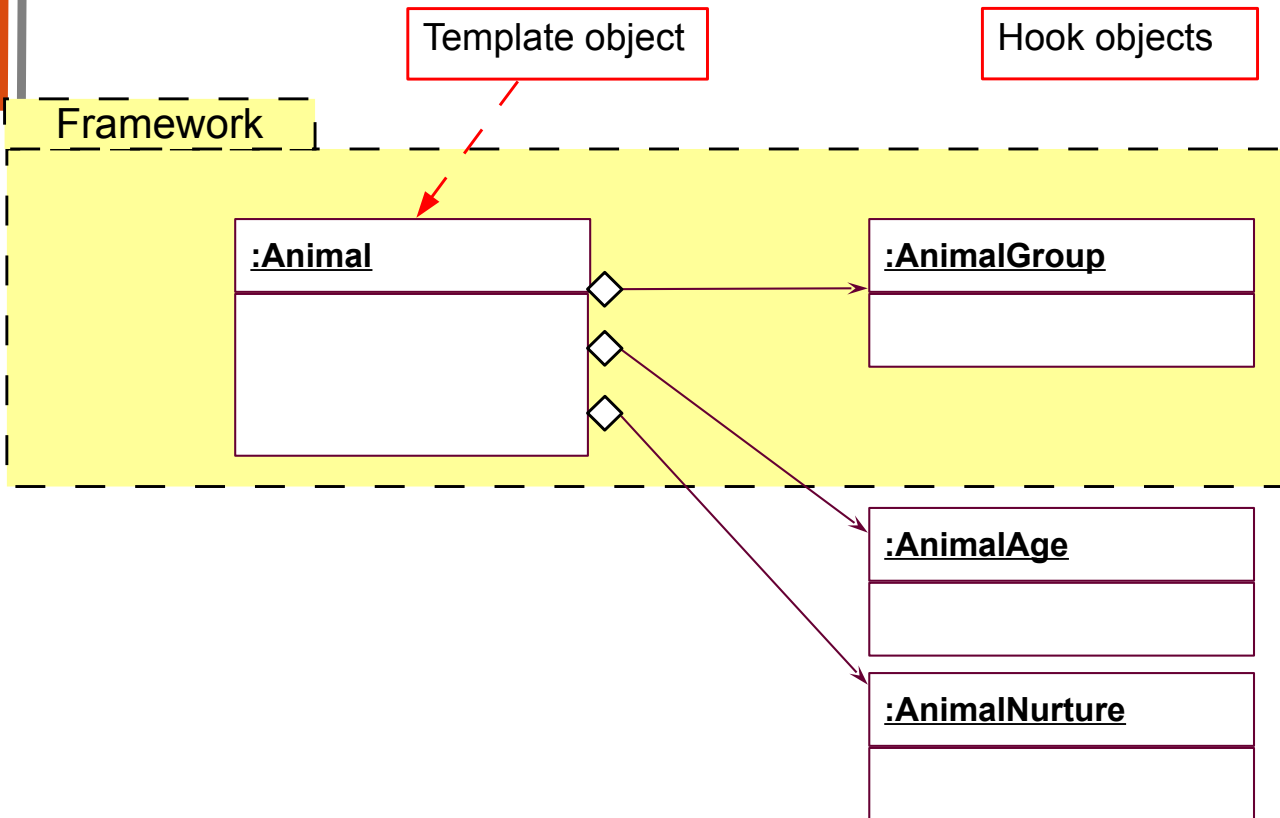 Template object
Hook objects
Framework
:Animal
:AnimalGroup
:AnimalAge
:AnimalNurture